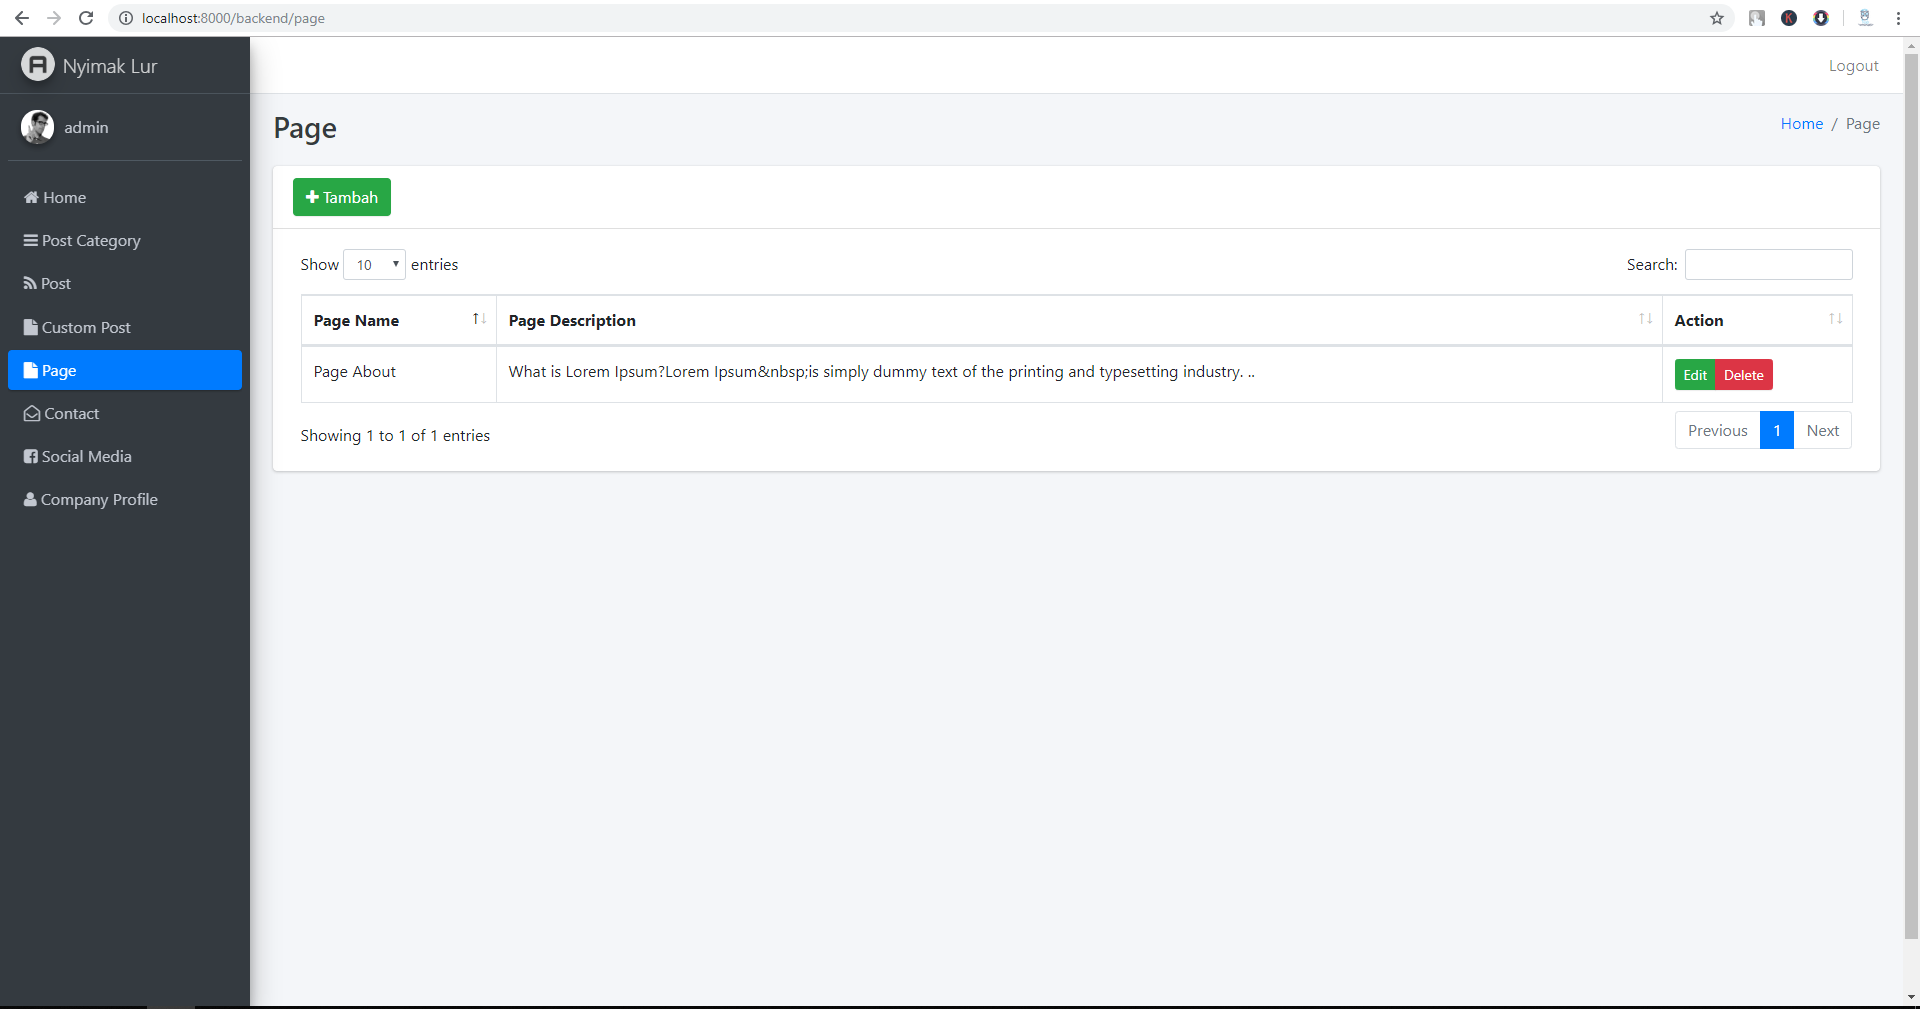 localhost:8000/backend/page
Nyimak Lur
Logout
admin
Page
Home / Page
Home
Post Category
Post
Custom Post
Page
Contact
Social Media
Company Profile
Tambah
Show 10 entries
Search:
Page Name Page Description Action
Page About What is Lorem Ipsum?Lorem Ipsum&nbsp;is simply dummy text of the printing and typesetting industry. .. Edit Delete
Showing 1 to 1 of 1 entries
Previous 1 Next